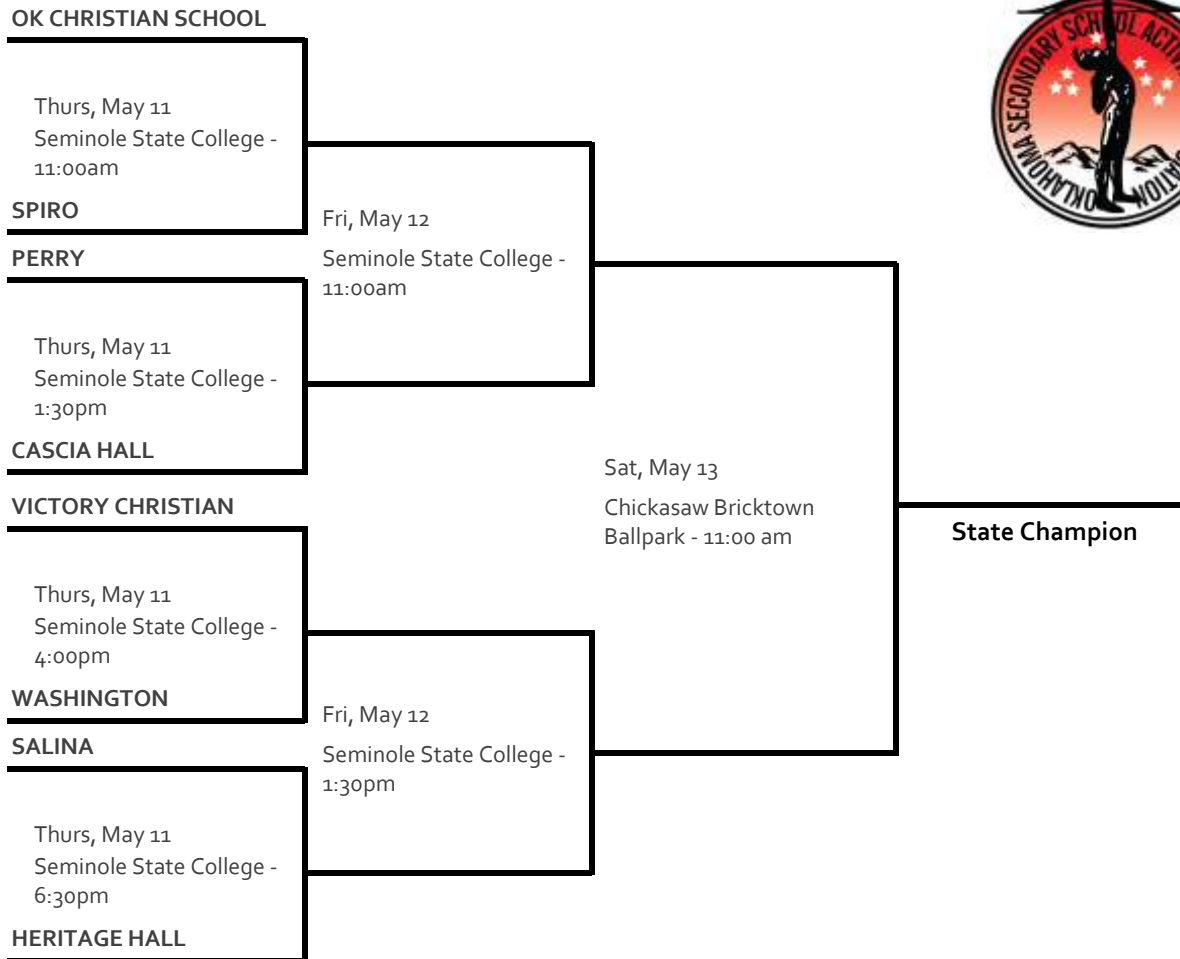 OK CHRISTIAN SCHOOL
Thurs, May 11
Seminole State College -
11:00am
SPIRO
PERRY
Thurs, May 11
Seminole State College -
1:30pm
CASCIA HALL
VICTORY CHRISTIAN
Thurs, May 11
Seminole State College -
4:00pm
WASHINGTON
SALINA
Thurs, May 11
Seminole State College -
6:30pm
HERITAGE HALL
Fri, May 12
Seminole State College -
11:00am
Fri, May 12
Seminole State College -
1:30pm
Sat, May 13
Chickasaw Bricktown
Ballpark - 11:00 am
State Champion
OKLAHOMA SECONDARY SCHOOL